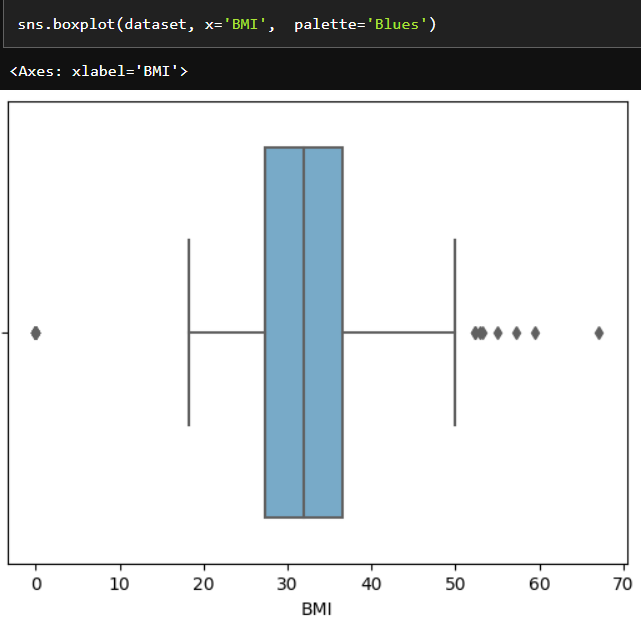 sns.boxplot(dataset, x='BMI',  palette='Blues')
<Axes: xlabel='BMI'>
0 10 20 30 40 50 60 70
BMI